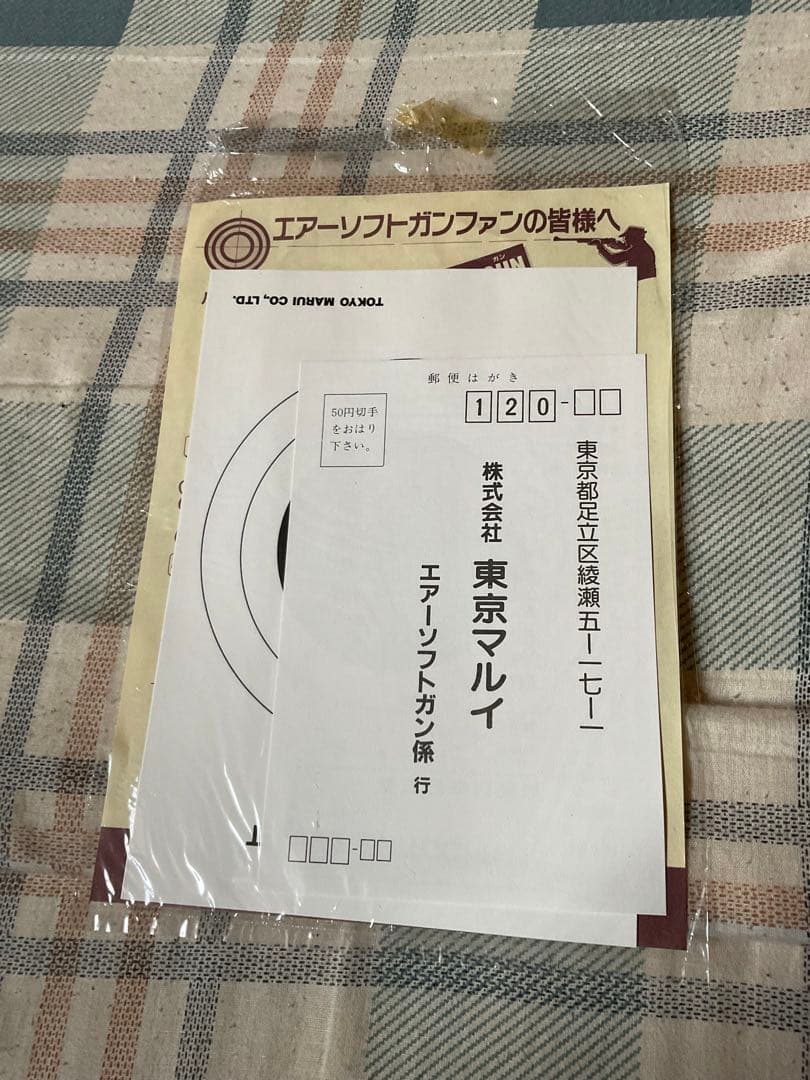 エアーソフトガンファンの皆様へ
ガン
TOKYO MARUI CO., LTD.
郵便はがき
50円切手
をおはり
下さい。
120-
東京都足立区綾瀬五ー一七ー一
株式会社 東京マルイ
エアーソフトガン係 行
T